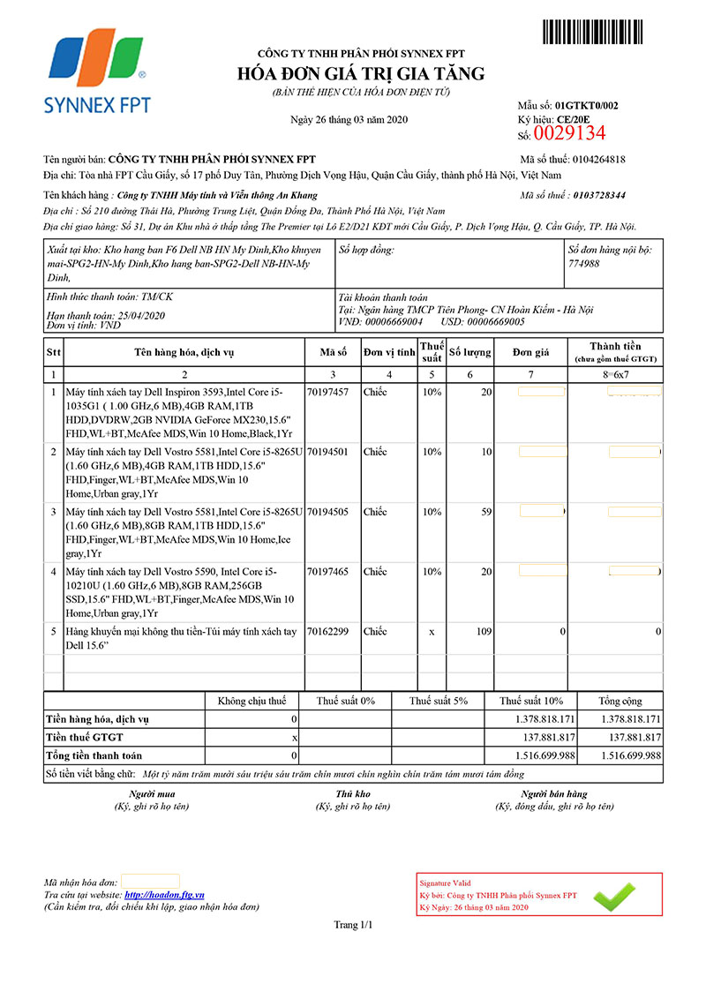 SYNNEX FPT
®
CÔNG TY TNHH PHÂN PHỐI SYNNEX FPT
HÓA ĐƠN GIÁ TRỊ GIA TĂNG
(BẢN THỂ HIỆN CỦA HÓA ĐƠN ĐIỆN TỬ)
Ngày 26 tháng 03 năm 2020
Mẫu số: 01GTKT0/002
Ký hiệu: CE/20E
Số: 0029134
Tên người bán: CÔNG TY TNHH PHÂN PHỐI SYNNEX FPT Mã số thuế: 0104264818
Địa chỉ: Tòa nhà FPT Cầu Giấy, số 17 phố Duy Tân, Phường Dịch Vọng Hậu, Quận Cầu Giấy, thành phố Hà Nội, Việt Nam
Tên khách hàng : Công ty TNHH Máy tính và Viễn thông An Khang Mã số thuế : 0103728344
Địa chỉ : Số 210 đường Thái Hà, Phường Trung Liệt, Quận Đống Đa, Thành Phố Hà Nội, Việt Nam
Địa chỉ giao hàng: Số 31, Dự án Khu nhà ở thấp tầng The Premier tại Lô E2/D21 KĐT mới Cầu Giấy, P. Dịch Vọng Hậu, Q. Cầu Giấy, TP. Hà Nội.
Xuất tại kho: Kho hang ban F6 Dell NB HN My Dinh,Kho khuyen
mai-SPG2-HN-My Dinh,Kho hang ban-SPG2-Dell NB-HN-My
Dinh,
Số hợp đồng:
Số đơn hàng nội bộ:
774988
Hình thức thanh toán: TM/CK
Hạn thanh toán: 25/04/2020
Đơn vị tính: VND
Tài khoản thanh toán
Tại: Ngân hàng TMCP Tiên Phong- CN Hoàn Kiếm - Hà Nội
VNĐ: 00006669004 USD: 00006669005
Stt Tên hàng hóa, dịch vụ Mã số Đơn vị tính Thuế suất Số lượng Đơn giá Thành tiền (chưa gồm thuế GTGT)
1 2 3 4 5 6 7 8=6x7
1 Máy tính xách tay Dell Inspiron 3593,Intel Core i5- 70197457 Chiếc 10% 20
1035G1 ( 1.00 GHz,6 MB),4GB RAM,1TB
HDD,DVDRW,2GB NVIDIA GeForce MX230,15.6"
FHD,WL+BT,McAfee MDS,Win 10 Home,Black,1Yr
2 Máy tính xách tay Dell Vostro 5581,Intel Core i5-8265U 70194501 Chiếc 10% 10
(1.60 GHz,6 MB),4GB RAM,1TB HDD,15.6"
FHD,Finger,WL+BT,McAfee MDS,Win 10
Home,Urban gray,1Yr
3 Máy tính xách tay Dell Vostro 5581,Intel Core i5-8265U 70194505 Chiếc 10% 59
(1.60 GHz,6 MB),8GB RAM,1TB HDD,15.6"
FHD,Finger,WL+BT,McAfee MDS,Win 10 Home,Ice
gray,1Yr
4 Máy tính xách tay Dell Vostro 5590, Intel Core i5- 70197465 Chiếc 10% 20
10210U (1.60 GHz,6 MB),8GB RAM,256GB
SSD,15.6" FHD,WL+BT,Finger,McAfee MDS,Win 10
Home,Urban gray,1Yr
5 Hàng khuyến mại không thu tiền-Túi máy tính xách tay 70162299 Chiếc x 109 0 0
Dell 15.6”
Không chịu thuế Thuế suất 0% Thuế suất 5% Thuế suất 10% Tổng cộng
Tiền hàng hóa, dịch vụ 0 1.378.818.171 1.378.818.171
Tiền thuế GTGT x 137.881.817 137.881.817
Tổng tiền thanh toán 0 1.516.699.988 1.516.699.988
Số tiền viết bằng chữ: Một tỷ năm trăm mười sáu triệu sáu trăm chín mươi chín nghìn chín trăm tám mươi tám đồng
Người mua Thủ kho Người bán hàng
(Ký, ghi rõ họ tên) (Ký, ghi rõ họ tên) (Ký, đóng dấu, ghi rõ họ tên)
Mã nhận hóa đơn:
Tra cứu tại website: http://hoadon.ftg.vn
(Cần kiểm tra, đối chiếu khi lập, giao nhận hóa đơn)
Signature Valid
Ký bởi: Công ty TNHH Phân phối Synnex FPT
Ký Ngày: 26 tháng 03 năm 2020
Trang 1/1